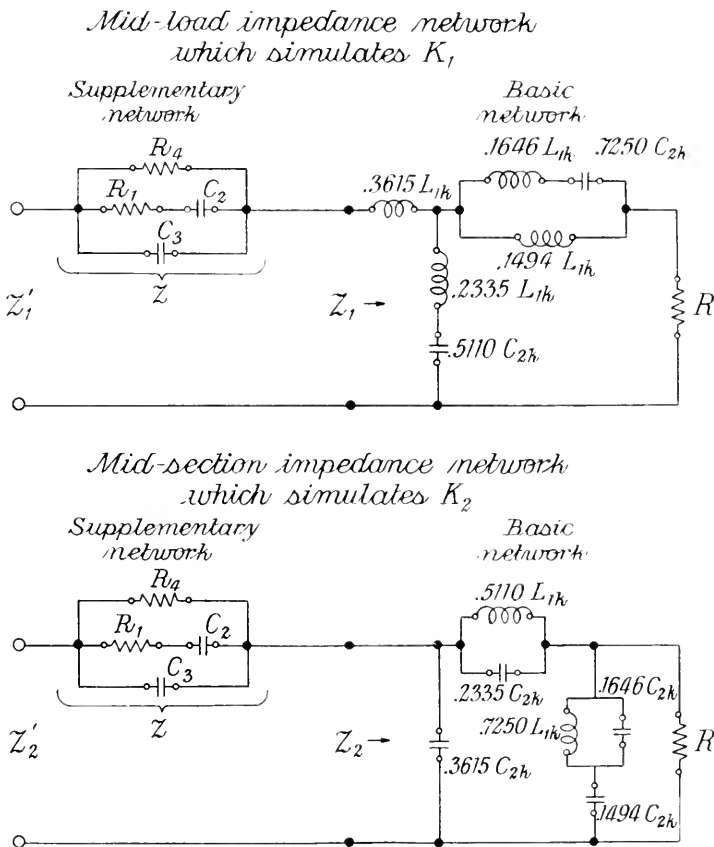 Mid-load impedance network
which simulates K₁
Supplementary
network
Basic
network
R₄
R₁ C₂
C₃
Z
Z₁′
Z₁ →
.3615 L₁ₖ
.1646 L₁ₖ .7250 C₂ₖ
.1494 L₁ₖ
.2335 L₁ₖ
.5110 C₂ₖ
R
Mid-section impedance network
which simulates K₂
Supplementary
network
Basic
network
R₄
R₁ C₂
C₃
Z
Z₂′
Z₂ →
.5110 L₁ₖ
.2335 C₂ₖ
.3615 C₂ₖ
.1646 C₂ₖ
.7250 L₁ₖ
.1494 C₂ₖ
R